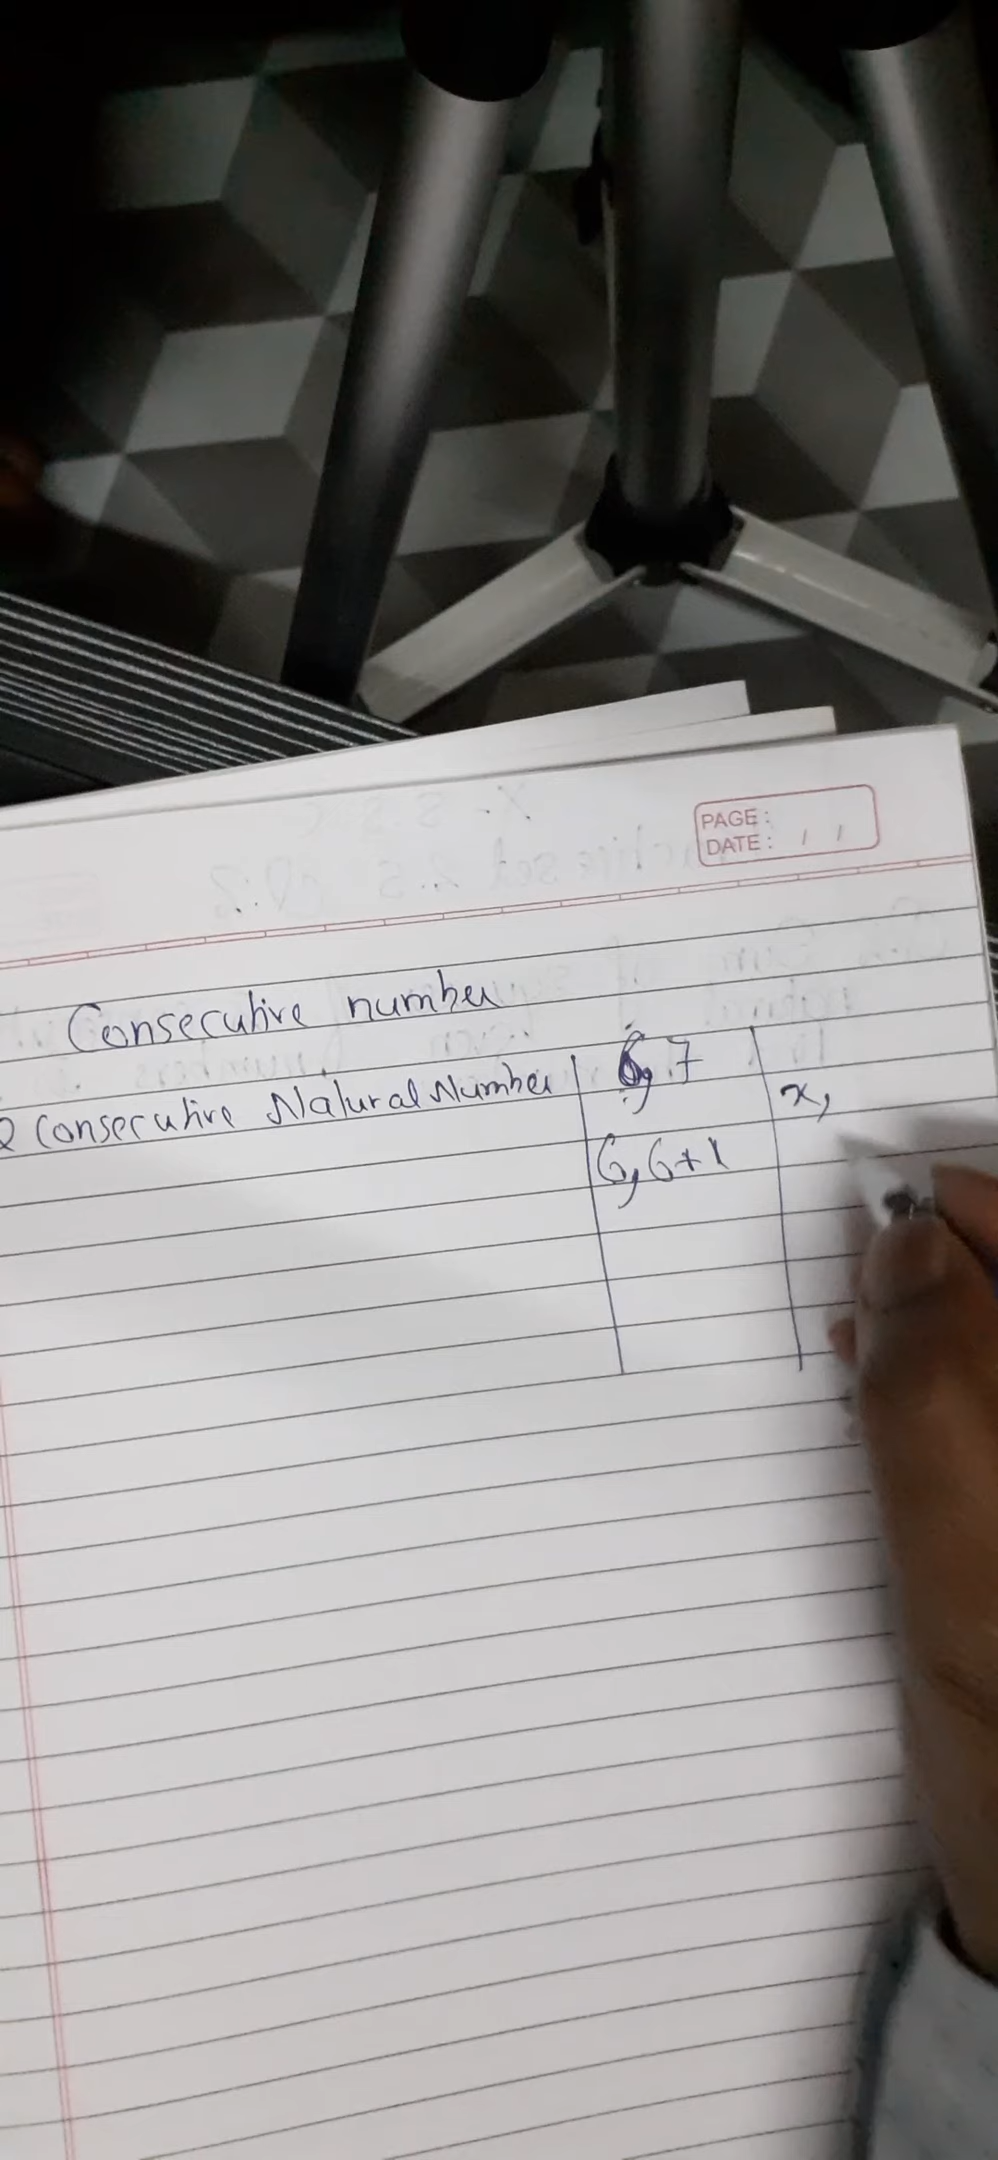 PAGE :
DATE : / /
Consecutive number
2 Consecutive Natural Number 6, 7 x,
6, 6+1